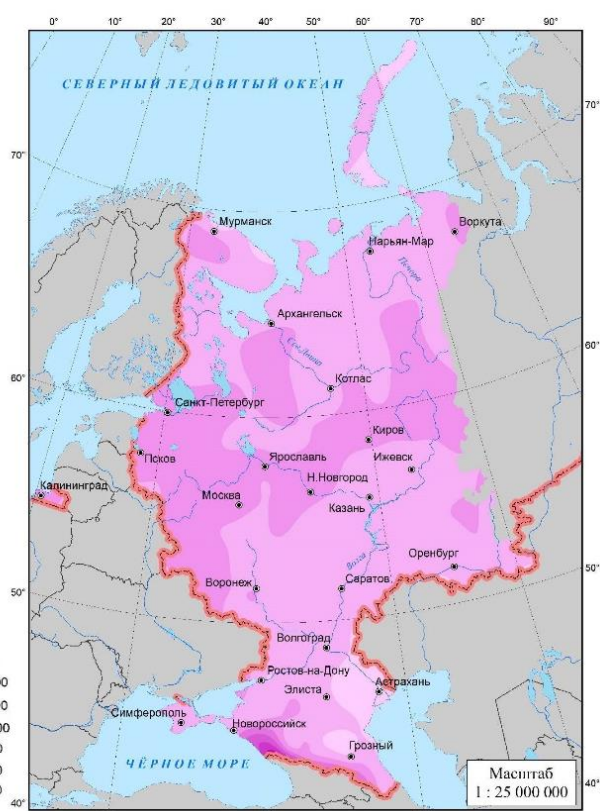 0° 10° 20° 30° 40° 50° 60° 70° 80° 90°
СЕВЕРНЫЙ ЛЕДОВИТЫЙ ОКЕАН
70°
70°
Мурманск
Воркута
Нарьян-Мар
Печора
Архангельск
Сев.Двина
60°
60°
Котлас
Санкт-Петербург
Киров
Псков
Ярославль
Ижевск
Калининград
Н.Новгород
Москва
Казань
Волга
Оренбург
50°
50°
Воронеж
Саратов
Волгоград
Ростов-на-Дону
Астрахань
Элиста
Симферополь
Новороссийск
Грозный
ЧЁРНОЕ МОРЕ
Масштаб
1 : 25 000 000
40°
40°